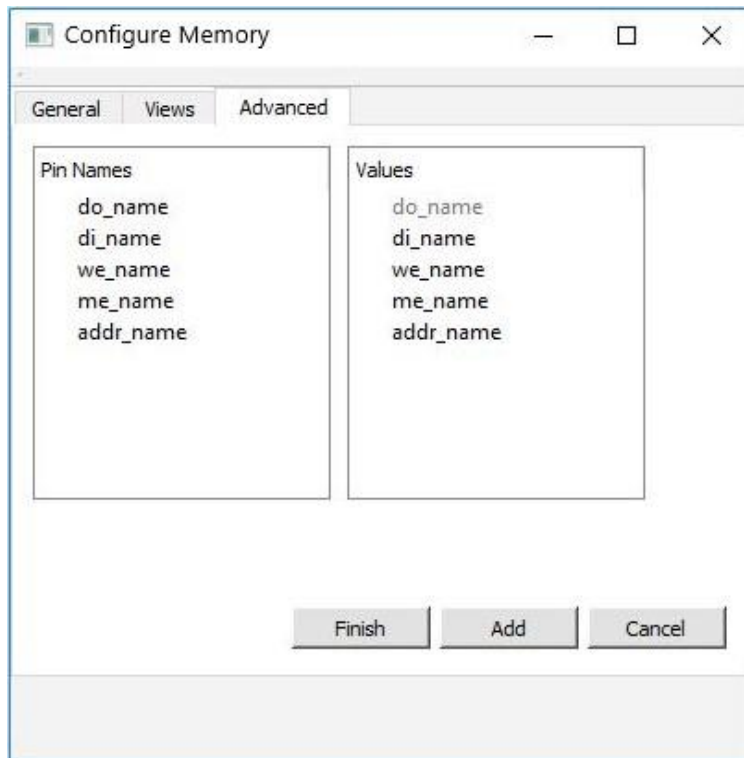 Configure Memory
General Views Advanced
Pin Names
do_name
di_name
we_name
me_name
addr_name
Values
do_name
di_name
we_name
me_name
addr_name
Finish Add Cancel